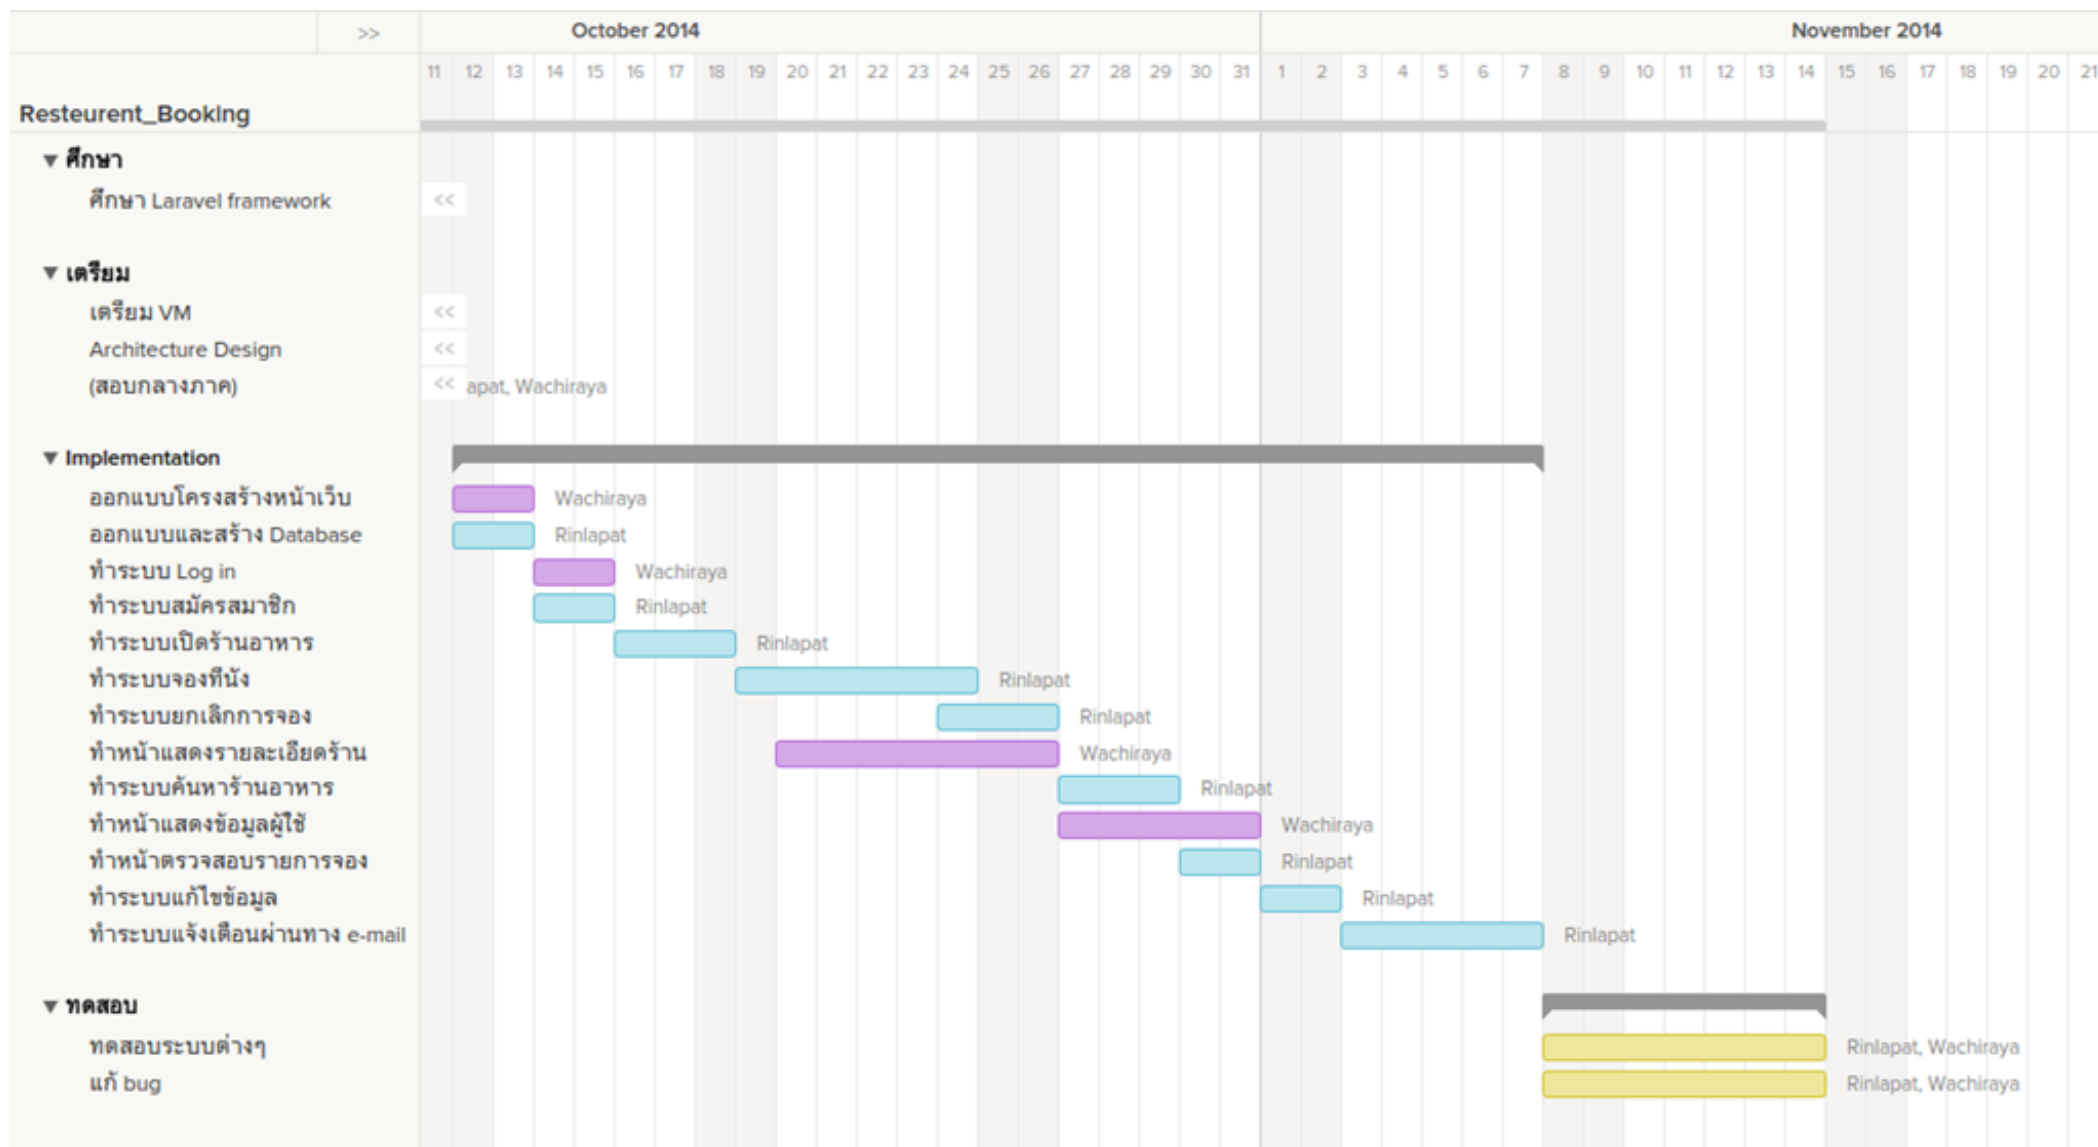 >> October 2014 November 2014
11 12 13 14 15 16 17 18 19 20 21 22 23 24 25 26 27 28 29 30 31 1 2 3 4 5 6 7 8 9 10 11 12 13 14 15 16 17 18 19 20 21
Resteurent_Booking
▼ ศึกษา
ศึกษา Laravel framework <<
▼ เตรียม
เตรียม VM <<
Architecture Design <<
(สอบกลางภาค) << apat, Wachiraya
▼ Implementation
ออกแบบโครงสร้างหน้าเว็บ Wachiraya
ออกแบบและสร้าง Database Rinlapat
ทำระบบ Log in Wachiraya
ทำระบบสมัครสมาชิก Rinlapat
ทำระบบเปิดร้านอาหาร Rinlapat
ทำระบบจองที่นั่ง Rinlapat
ทำระบบยกเลิกการจอง Rinlapat
ทำหน้าแสดงรายละเอียดร้าน Wachiraya
ทำระบบค้นหาร้านอาหาร Rinlapat
ทำหน้าแสดงข้อมูลผู้ใช้ Wachiraya
ทำหน้าตรวจสอบรายการจอง Rinlapat
ทำระบบแก้ไขข้อมูล Rinlapat
ทำระบบแจ้งเตือนผ่านทาง e-mail Rinlapat
▼ ทดสอบ
ทดสอบระบบต่างๆ Rinlapat, Wachiraya
แก้ bug Rinlapat, Wachiraya